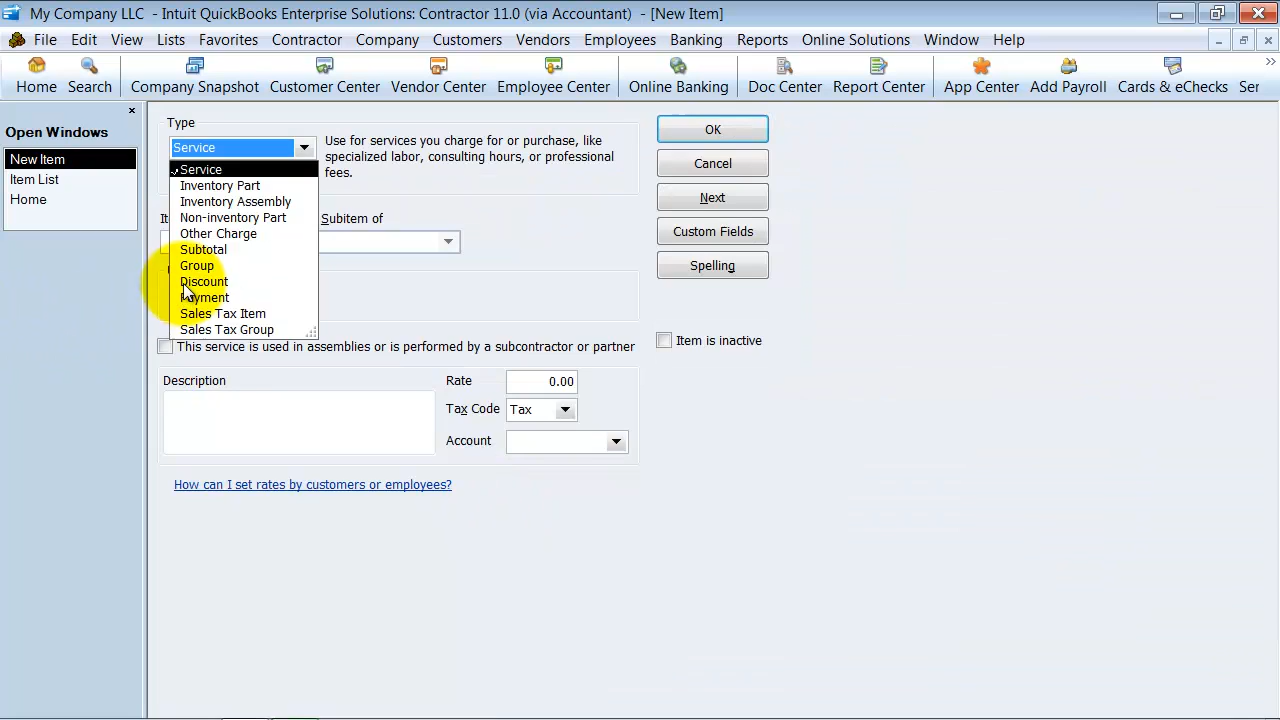 My Company LLC - Intuit QuickBooks Enterprise Solutions: Contractor 11.0 (via Accountant) - [New Item]
File Edit View Lists Favorites Contractor Company Customers Vendors Employees Banking Reports Online Solutions Window Help
Home Search Company Snapshot Customer Center Vendor Center Employee Center Online Banking Doc Center Report Center App Center Add Payroll Cards & eChecks Ser
Open Windows
New Item
Item List
Home
Type
Service
Use for services you charge for or purchase, like
specialized labor, consulting hours, or professional
fees.
Service
Inventory Part
Inventory Assembly
Non-inventory Part
Other Charge
Subtotal
Group
Discount
Payment
Sales Tax Item
Sales Tax Group
Subitem of
This service is used in assemblies or is performed by a subcontractor or partner
Description
Rate 0.00
Tax Code Tax
Account
How can I set rates by customers or employees?
OK
Cancel
Next
Custom Fields
Spelling
Item is inactive